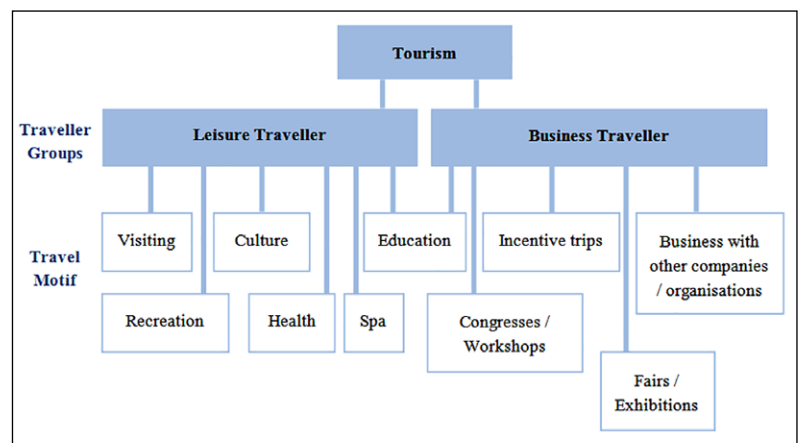 Tourism
Traveller
Groups
Leisure Traveller
Business Traveller
Travel
Motif
Visiting
Culture
Education
Incentive trips
Business with
other companies
/ organisations
Recreation
Health
Spa
Congresses /
Workshops
Fairs /
Exhibitions